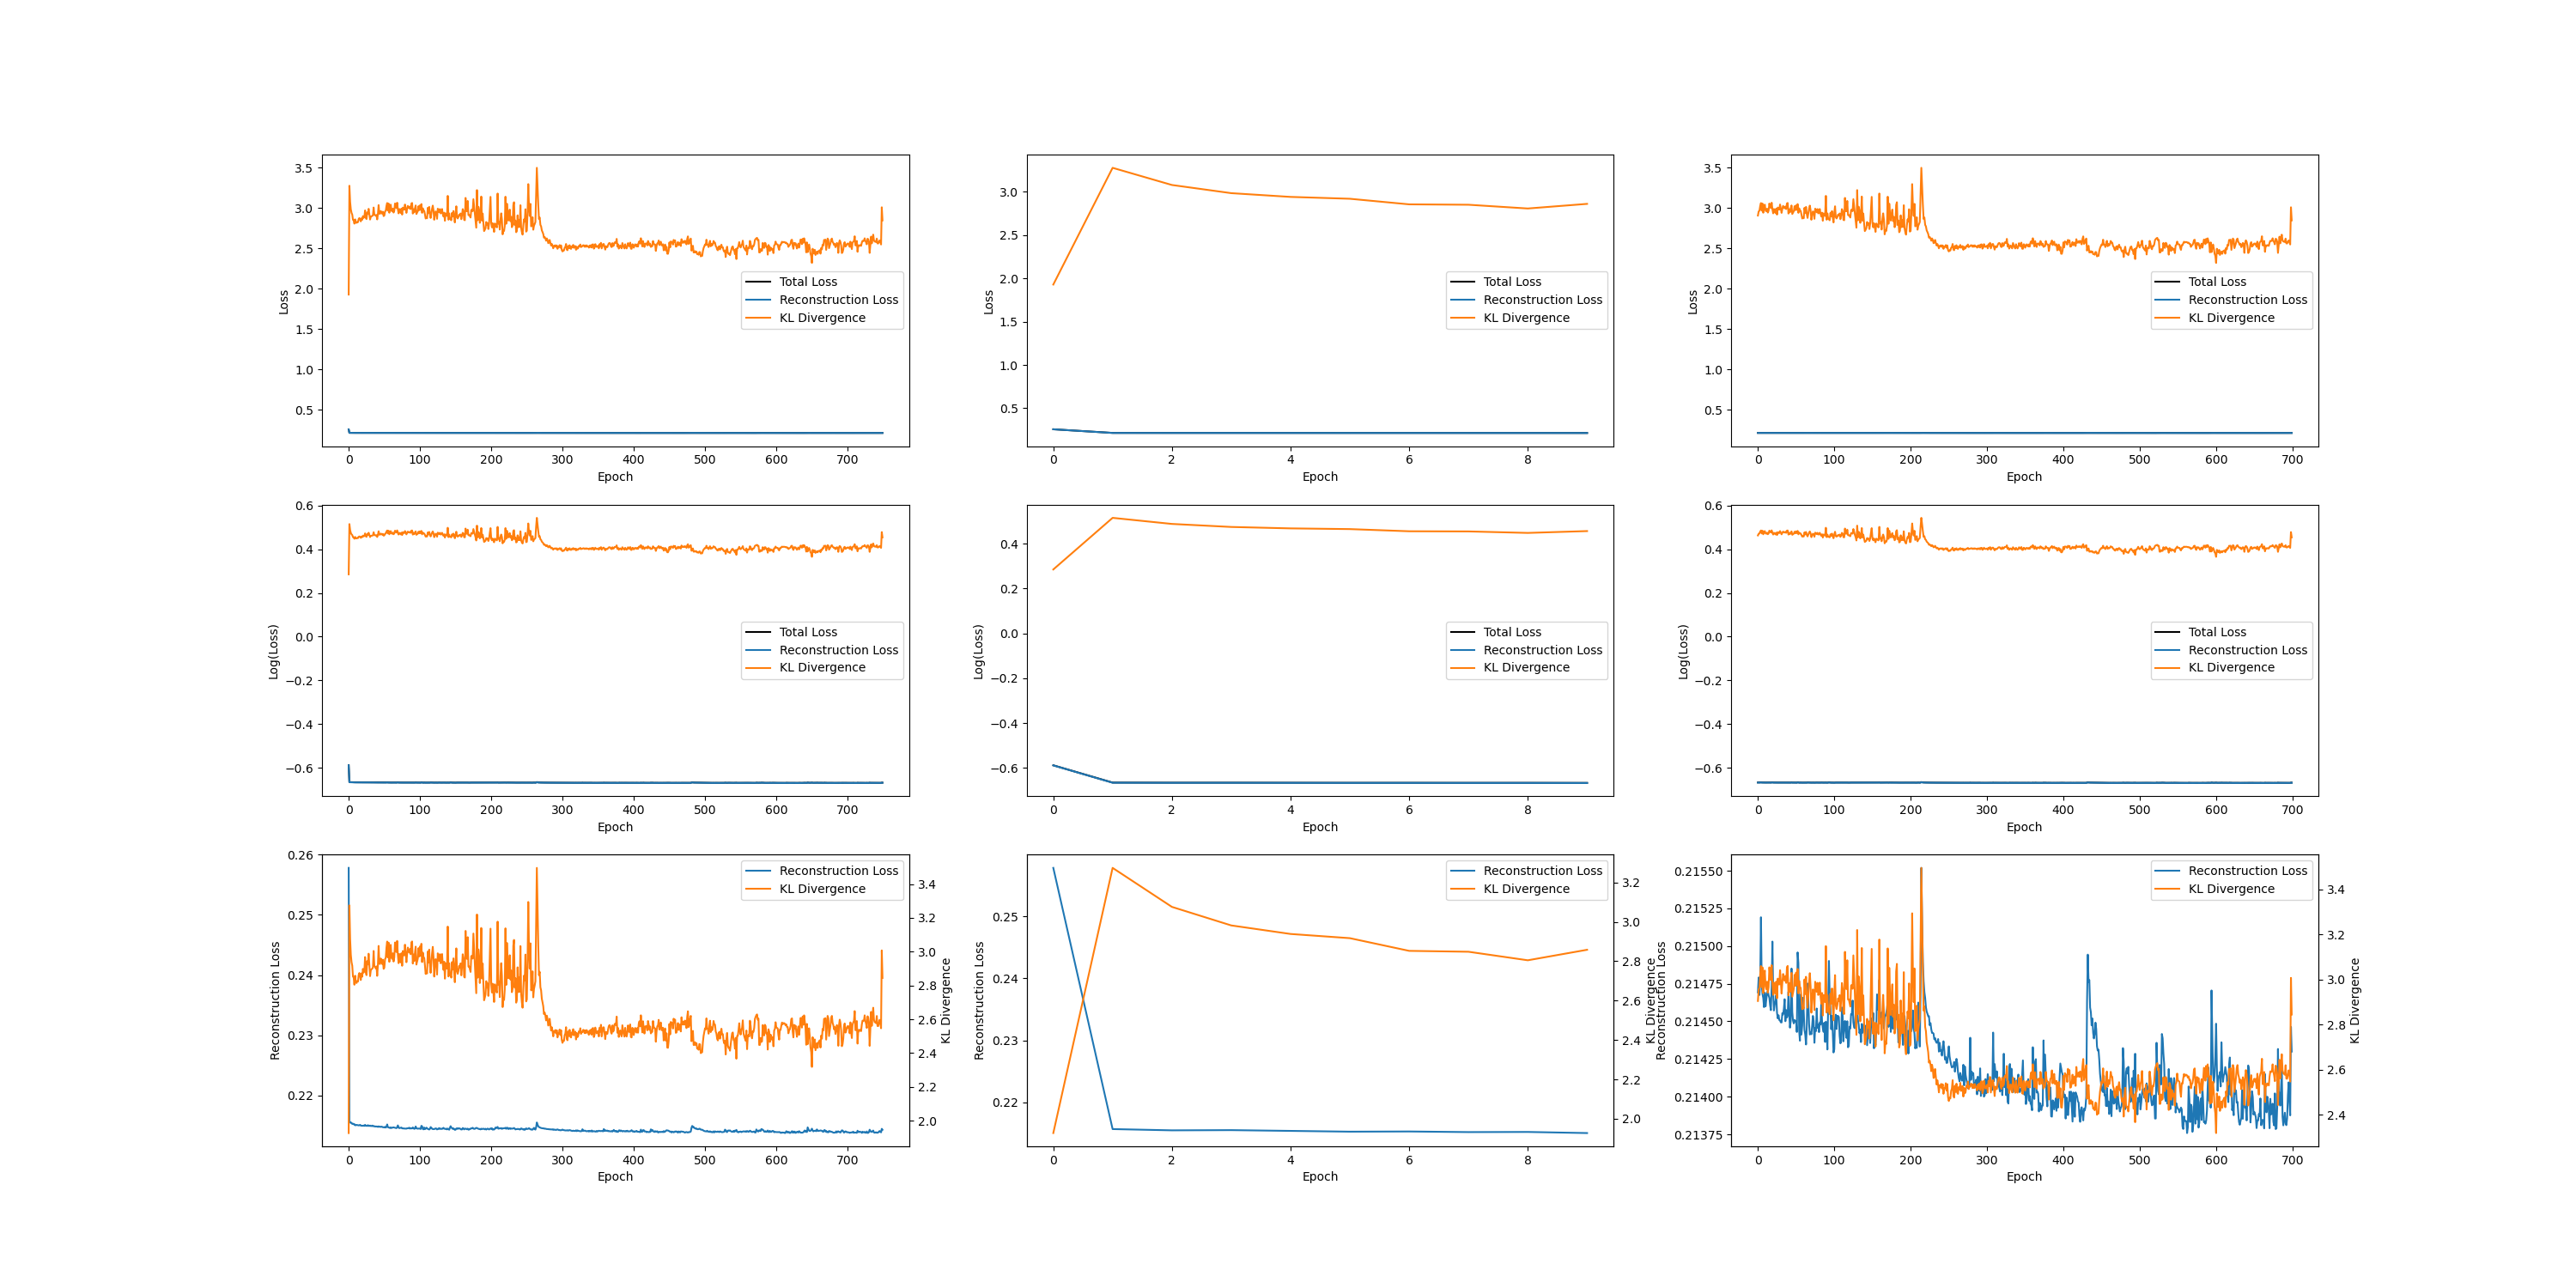 3.5
3.0
2.5
2.0
1.5
1.0
0.5
Loss
0 100 200 300 400 500 600 700
Epoch
Total Loss
Reconstruction Loss
KL Divergence
3.0
2.5
2.0
1.5
1.0
0.5
Loss
0 2 4 6 8
Epoch
Total Loss
Reconstruction Loss
KL Divergence
3.5
3.0
2.5
2.0
1.5
1.0
0.5
Loss
0 100 200 300 400 500 600 700
Epoch
Total Loss
Reconstruction Loss
KL Divergence
0.6
0.4
0.2
0.0
−0.2
−0.4
−0.6
Log(Loss)
0 100 200 300 400 500 600 700
Epoch
Total Loss
Reconstruction Loss
KL Divergence
0.4
0.2
0.0
−0.2
−0.4
−0.6
Log(Loss)
0 2 4 6 8
Epoch
Total Loss
Reconstruction Loss
KL Divergence
0.6
0.4
0.2
0.0
−0.2
−0.4
−0.6
Log(Loss)
0 100 200 300 400 500 600 700
Epoch
Total Loss
Reconstruction Loss
KL Divergence
0.26
0.25
0.24
0.23
0.22
Reconstruction Loss
0 100 200 300 400 500 600 700
Epoch
Reconstruction Loss
KL Divergence
3.4
3.2
3.0
2.8
2.6
2.4
2.2
2.0
KL Divergence
0.25
0.24
0.23
0.22
Reconstruction Loss
0 2 4 6 8
Epoch
Reconstruction Loss
KL Divergence
3.2
3.0
2.8
2.6
2.4
2.2
2.0
KL Divergence
0.21550
0.21525
0.21500
0.21475
0.21450
0.21425
0.21400
0.21375
Reconstruction Loss
0 100 200 300 400 500 600 700
Epoch
Reconstruction Loss
KL Divergence
3.4
3.2
3.0
2.8
2.6
2.4
KL Divergence